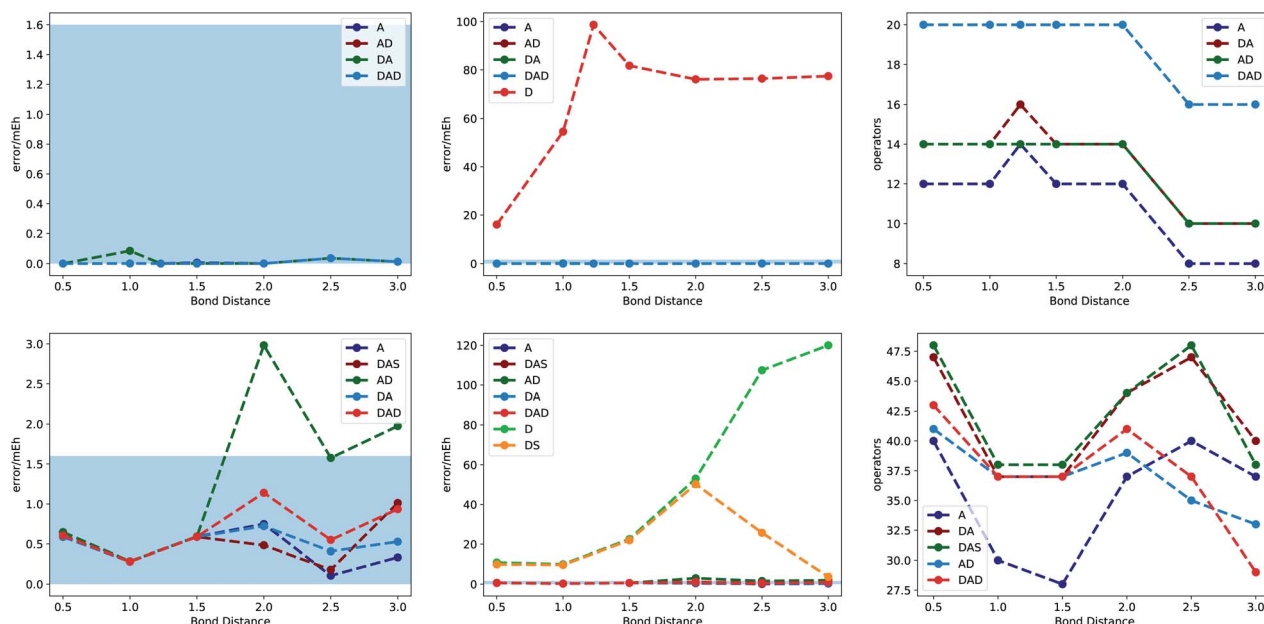 1.6
1.4
1.2
1.0
0.8
0.6
0.4
0.2
0.0
error/mEh
A
AD
DA
DAD
0.5 1.0 1.5 2.0 2.5 3.0
Bond Distance
100
80
60
40
20
0
error/mEh
A
AD
DA
DAD
D
0.5 1.0 1.5 2.0 2.5 3.0
Bond Distance
20
18
16
14
12
10
8
operators
A
DA
AD
DAD
0.5 1.0 1.5 2.0 2.5 3.0
Bond Distance
3.0
2.5
2.0
1.5
1.0
0.5
0.0
error/mEh
A
DAS
AD
DA
DAD
0.5 1.0 1.5 2.0 2.5 3.0
Bond Distance
120
100
80
60
40
20
0
error/mEh
A
DAS
AD
DA
DAD
D
DS
0.5 1.0 1.5 2.0 2.5 3.0
Bond Distance
47.5
45.0
42.5
40.0
37.5
35.0
32.5
30.0
27.5
operators
A
DA
DAS
AD
DAD
0.5 1.0 1.5 2.0 2.5 3.0
Bond Distance